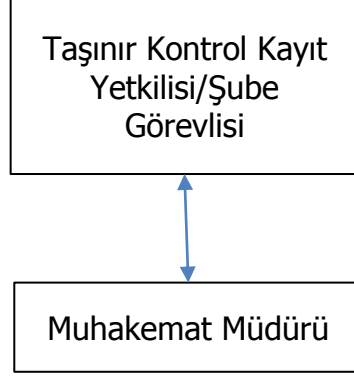 Taşınır Kontrol Kayıt
Yetkilisi/Şube
Görevlisi
Muhakemat Müdürü